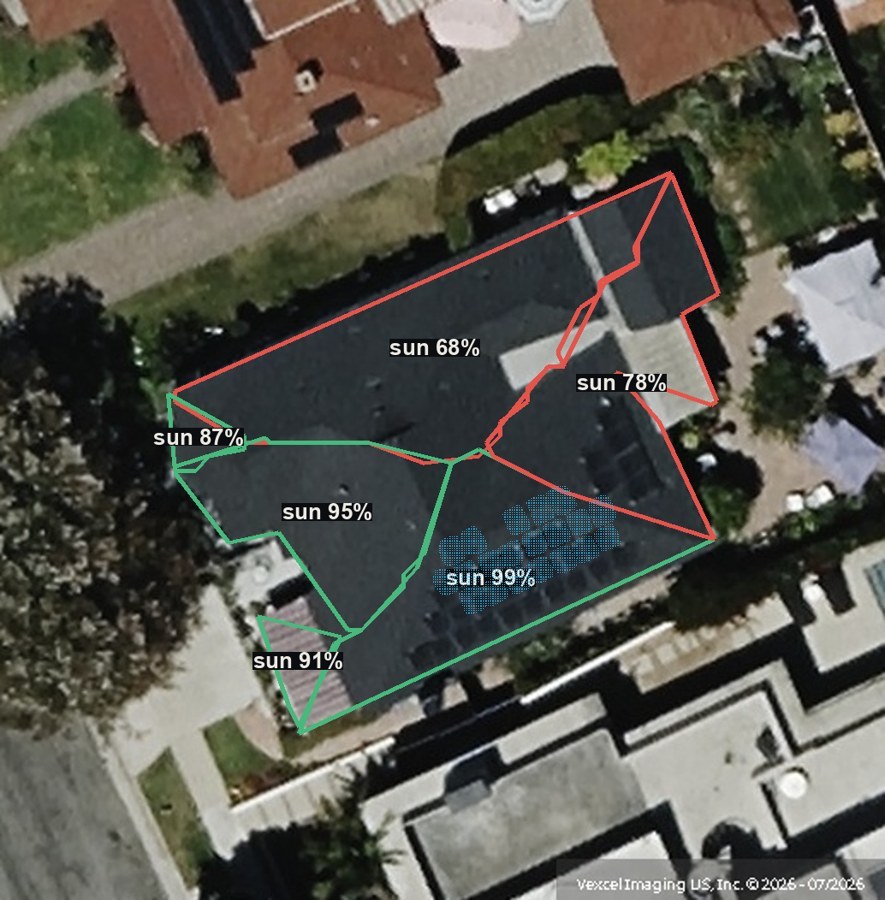 sun 68%
sun 78%
sun 87%
sun 95%
sun 99%
sun 91%
Vexcel Imaging US, Inc. © 2026 - 07/2026